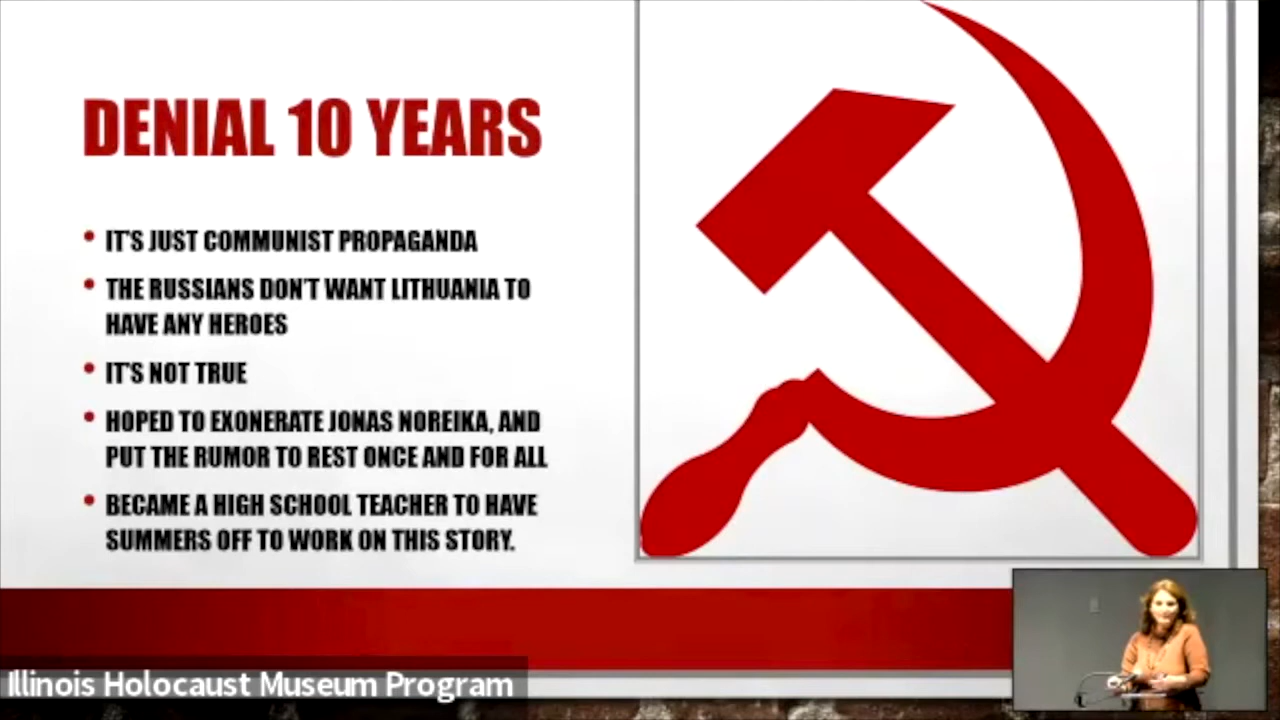 DENIAL 10 YEARS
• IT'S JUST COMMUNIST PROPAGANDA
• THE RUSSIANS DON'T WANT LITHUANIA TO
HAVE ANY HEROES
• IT'S NOT TRUE
• HOPED TO EXONERATE JONAS NOREIKA, AND
PUT THE RUMOR TO REST ONCE AND FOR ALL
• BECAME A HIGH SCHOOL TEACHER TO HAVE
SUMMERS OFF TO WORK ON THIS STORY.
Illinois Holocaust Museum Program